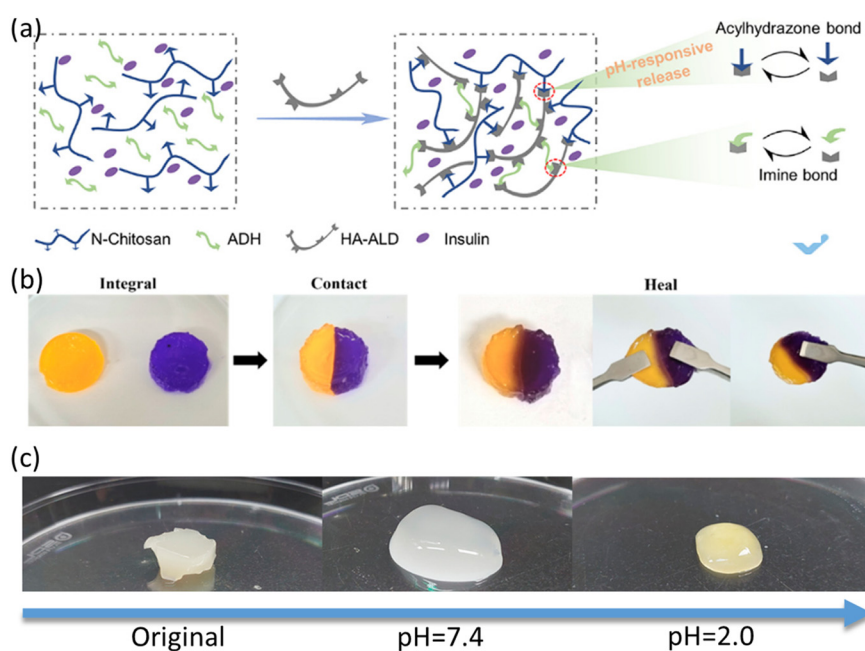 (a)
pH-responsive
release
Acylhydrazone bond
Imine bond
N-Chitosan
ADH
HA-ALD
Insulin
(b)
Integral
Contact
Heal
(c)
Original
pH=7.4
pH=2.0